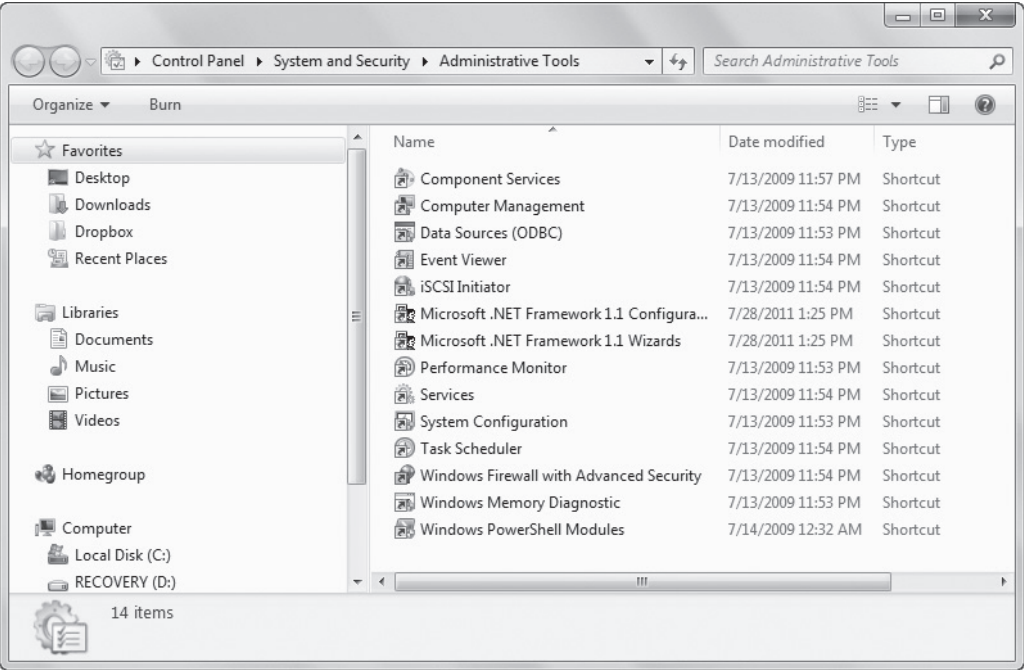 Control Panel System and Security Administrative Tools Search Administrative Tools
Organize Burn
Favorites
Desktop
Downloads
Dropbox
Recent Places
Libraries
Documents
Music
Pictures
Videos
Homegroup
Computer
Local Disk (C:)
RECOVERY (D:)
Name Date modified Type
Component Services 7/13/2009 11:57 PM Shortcut
Computer Management 7/13/2009 11:54 PM Shortcut
Data Sources (ODBC) 7/13/2009 11:53 PM Shortcut
Event Viewer 7/13/2009 11:54 PM Shortcut
iSCSI Initiator 7/13/2009 11:54 PM Shortcut
Microsoft .NET Framework 1.1 Configura... 7/28/2011 1:25 PM Shortcut
Microsoft .NET Framework 1.1 Wizards 7/28/2011 1:25 PM Shortcut
Performance Monitor 7/13/2009 11:53 PM Shortcut
Services 7/13/2009 11:54 PM Shortcut
System Configuration 7/13/2009 11:53 PM Shortcut
Task Scheduler 7/13/2009 11:54 PM Shortcut
Windows Firewall with Advanced Security 7/13/2009 11:54 PM Shortcut
Windows Memory Diagnostic 7/13/2009 11:53 PM Shortcut
Windows PowerShell Modules 7/14/2009 12:32 AM Shortcut
14 items